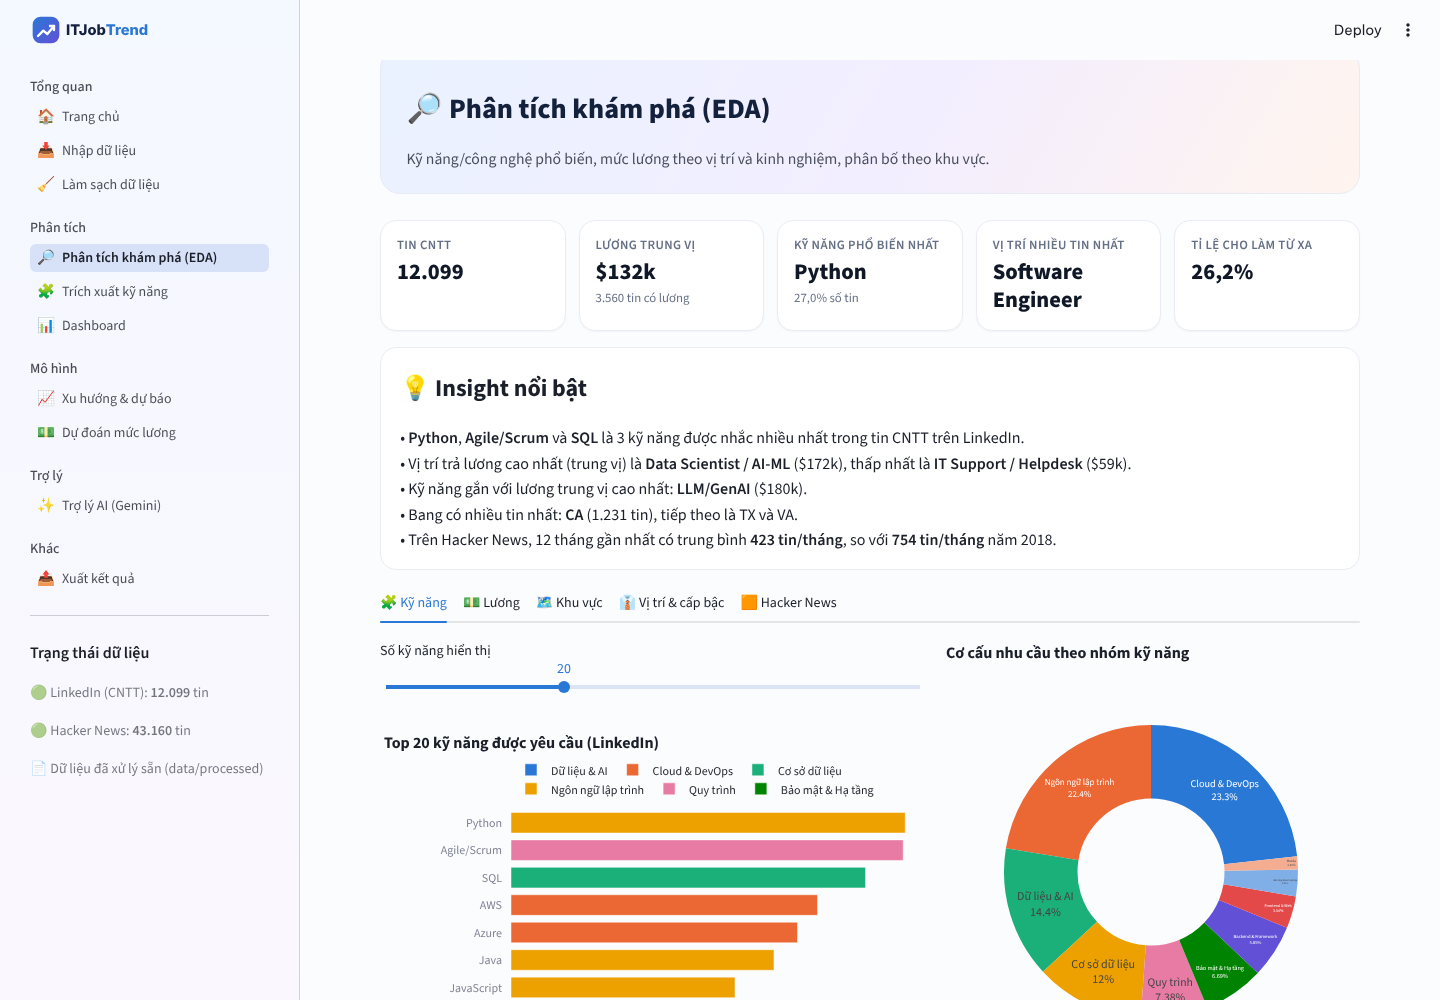 ITJobTrend
Deploy
Tổng quan
Trang chủ
Nhập dữ liệu
Làm sạch dữ liệu
Phân tích
Phân tích khám phá (EDA)
Trích xuất kỹ năng
Dashboard
Mô hình
Xu hướng & dự báo
Dự đoán mức lương
Trợ lý
Trợ lý AI (Gemini)
Khác
Xuất kết quả
Trạng thái dữ liệu
LinkedIn (CNTT): 12.099 tin
Hacker News: 43.160 tin
Dữ liệu đã xử lý sẵn (data/processed)
Phân tích khám phá (EDA)
Kỹ năng/công nghệ phổ biến, mức lương theo vị trí và kinh nghiệm, phân bố theo khu vực.
TIN CNTT
12.099
LƯƠNG TRUNG VỊ
$132k
3.560 tin có lương
KỸ NĂNG PHỔ BIẾN NHẤT
Python
27,0% số tin
VỊ TRÍ NHIỀU TIN NHẤT
Software
Engineer
TỈ LỆ CHO LÀM TỪ XA
26,2%
Insight nổi bật
• Python, Agile/Scrum và SQL là 3 kỹ năng được nhắc nhiều nhất trong tin CNTT trên LinkedIn.
• Vị trí trả lương cao nhất (trung vị) là Data Scientist / AI-ML ($172k), thấp nhất là IT Support / Helpdesk ($59k).
• Kỹ năng gắn với lương trung vị cao nhất: LLM/GenAI ($180k).
• Bang có nhiều tin nhất: CA (1.231 tin), tiếp theo là TX và VA.
• Trên Hacker News, 12 tháng gần nhất có trung bình 423 tin/tháng, so với 754 tin/tháng năm 2018.
Kỹ năng
Lương
Khu vực
Vị trí & cấp bậc
Hacker News
Số kỹ năng hiển thị
20
Top 20 kỹ năng được yêu cầu (LinkedIn)
Dữ liệu & AI
Cloud & DevOps
Cơ sở dữ liệu
Ngôn ngữ lập trình
Quy trình
Bảo mật & Hạ tầng
Python
Agile/Scrum
SQL
AWS
Azure
Java
JavaScript
Cơ cấu nhu cầu theo nhóm kỹ năng
Ngôn ngữ lập trình
22.4%
Cloud & DevOps
23.3%
Dữ liệu & AI
14.4%
Cơ sở dữ liệu
12%
Quy trình
7.38%
Bảo mật & Hạ tầng
6.69%
Backend & Framework
Frontend & Web